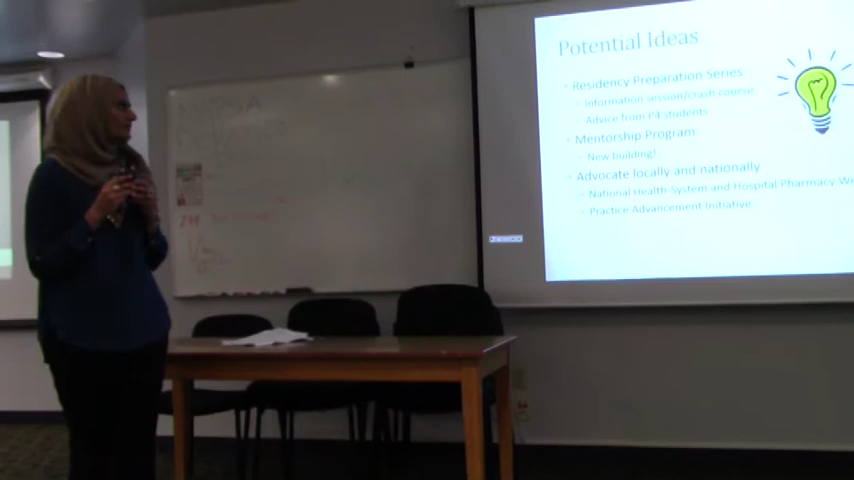 Potential Ideas
Residency Preparation Series
Information session/crash course
Advice from P4 students
Mentorship Program
New building!
Advocate locally and nationally
National Health-System and Hospital Pharmacy We
Practice Advancement Initiative